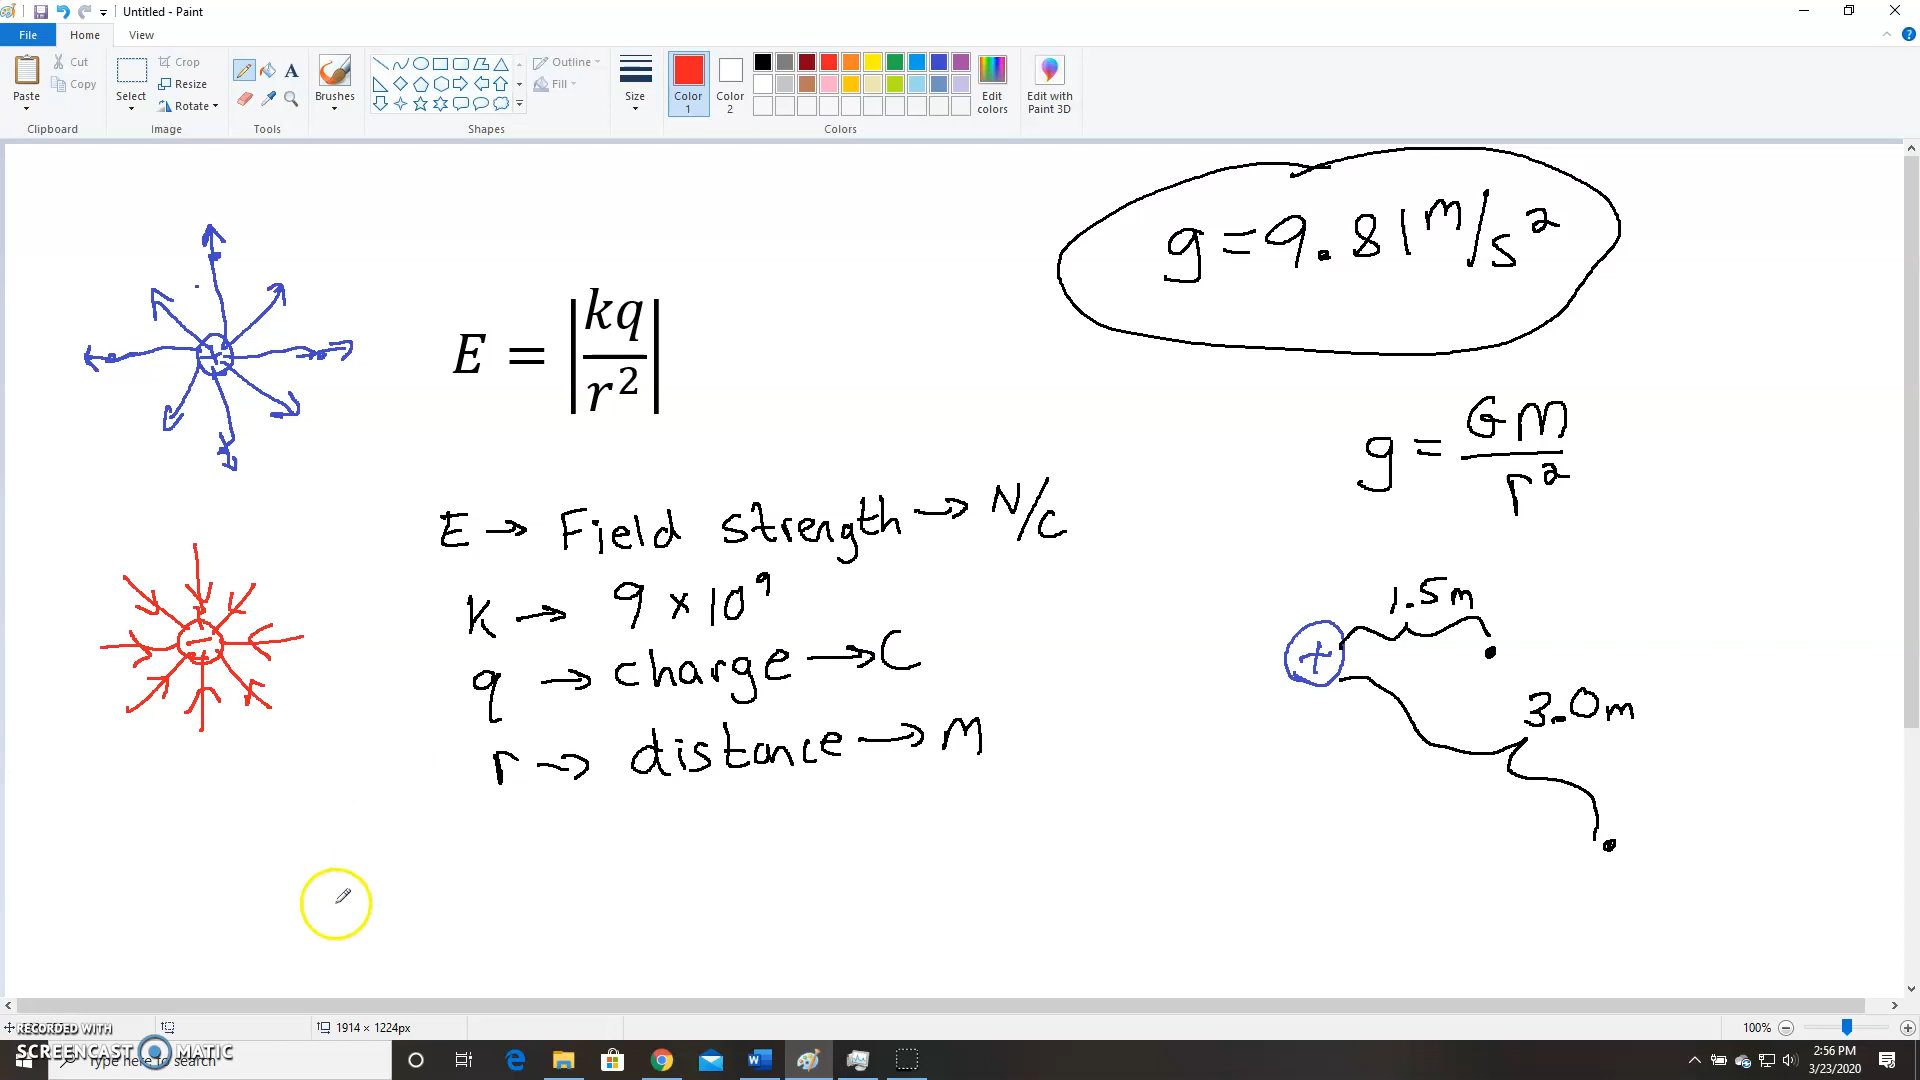 Untitled - Paint
File Home View
Paste Cut Copy Clipboard
Select Crop Resize Rotate Image
Tools
Brushes
Outline Fill Shapes
Size
Color 1 Color 2 Edit colors Colors
Edit with Paint 3D
g = 9.81 m/s²
E = |kq/r²|
g = GM/r²
E → Field strength → N/C
k → 9 × 10⁹
q → charge → C
r → distance → m
+
1.5m
3.0m
1914 × 1224px
100%
RECORDED WITH
SCREENCAST MATIC
Type here to search
2:56 PM
3/23/2020